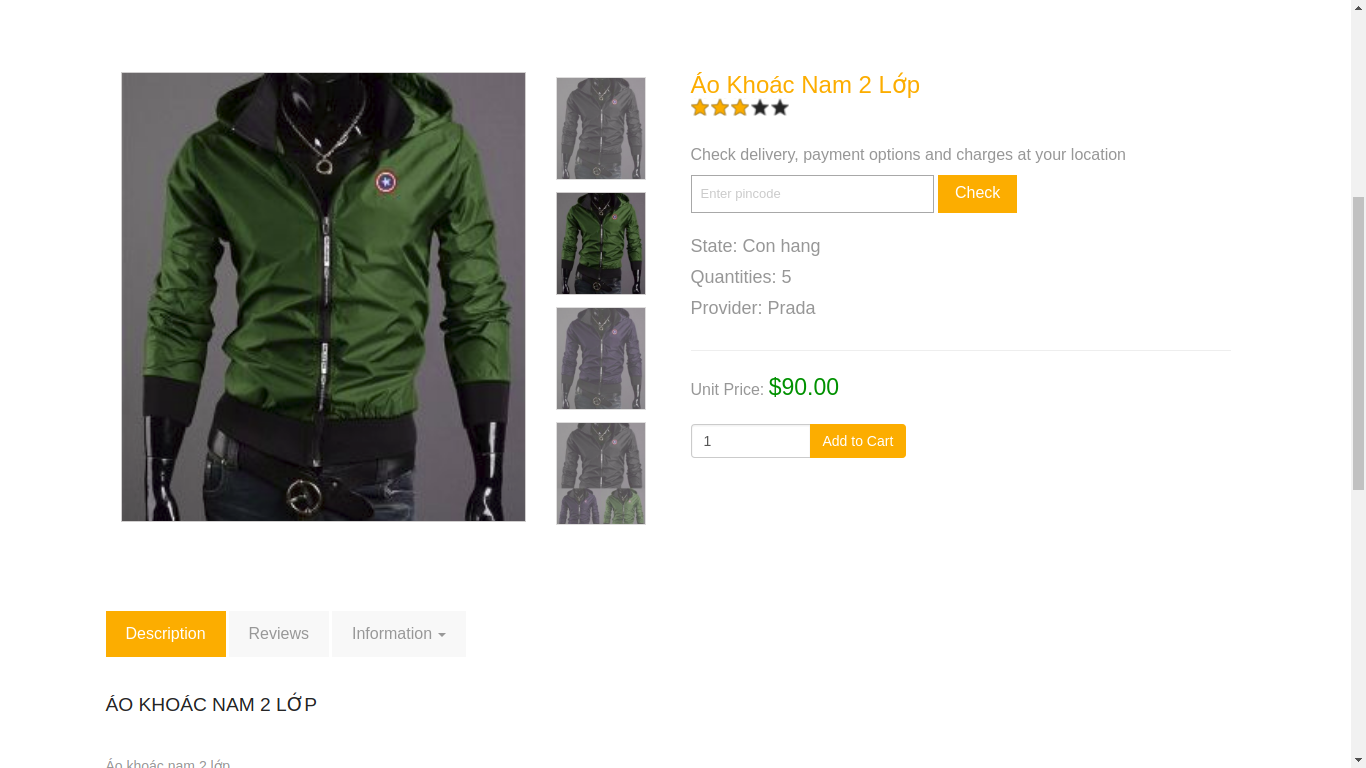 Áo Khoác Nam 2 Lớp
Check delivery, payment options and charges at your location
Enter pincode
Check
State: Con hang
Quantities: 5
Provider: Prada
Unit Price: $90.00
1
Add to Cart
Description
Reviews
Information
ÁO KHOÁC NAM 2 LỚP
Áo khoác nam 2 lớp